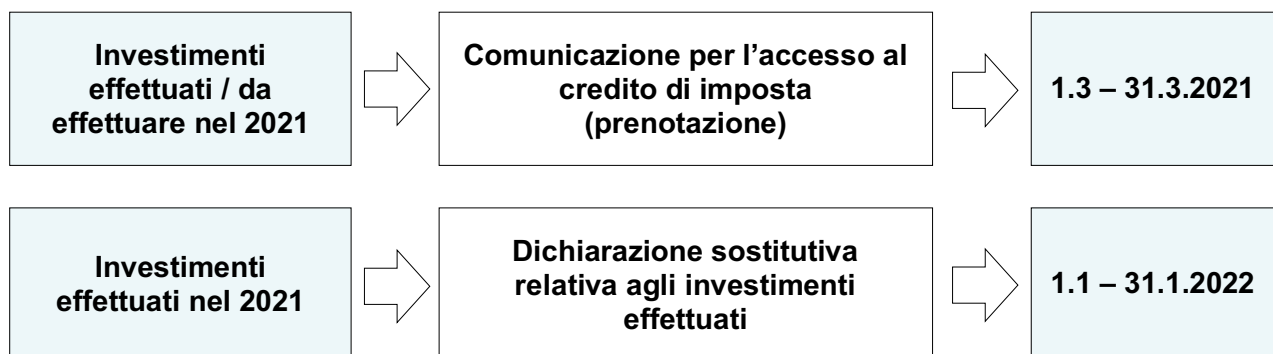 Investimenti
effettuati / da
effettuare nel 2021
Comunicazione per l’accesso al
credito di imposta
(prenotazione)
1.3 – 31.3.2021
Investimenti
effettuati nel 2021
Dichiarazione sostitutiva
relativa agli investimenti
effettuati
1.1 – 31.1.2022